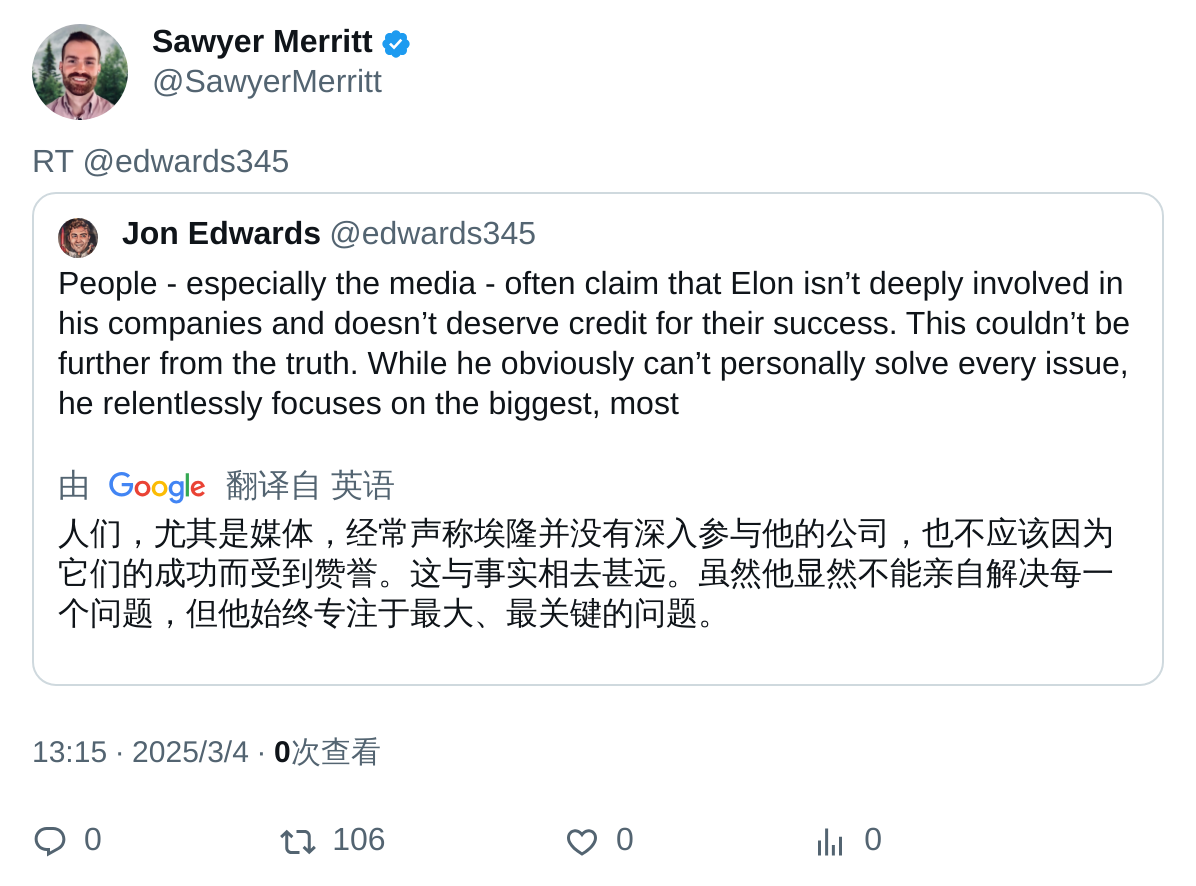 Sawyer Merritt
@SawyerMerritt
RT @edwards345
Jon Edwards @edwards345
People - especially the media - often claim that Elon isn’t deeply involved in
his companies and doesn’t deserve credit for their success. This couldn’t be
further from the truth. While he obviously can’t personally solve every issue,
he relentlessly focuses on the biggest, most
由 Google 翻译自 英语
人们，尤其是媒体，经常声称埃隆并没有深入参与他的公司，也不应该因为
它们的成功而受到赞誉。这与事实相去甚远。虽然他显然不能亲自解决每一
个问题，但他始终专注于最大、最关键的问题。
13:15 · 2025/3/4 · 0次查看
0 106 0 0